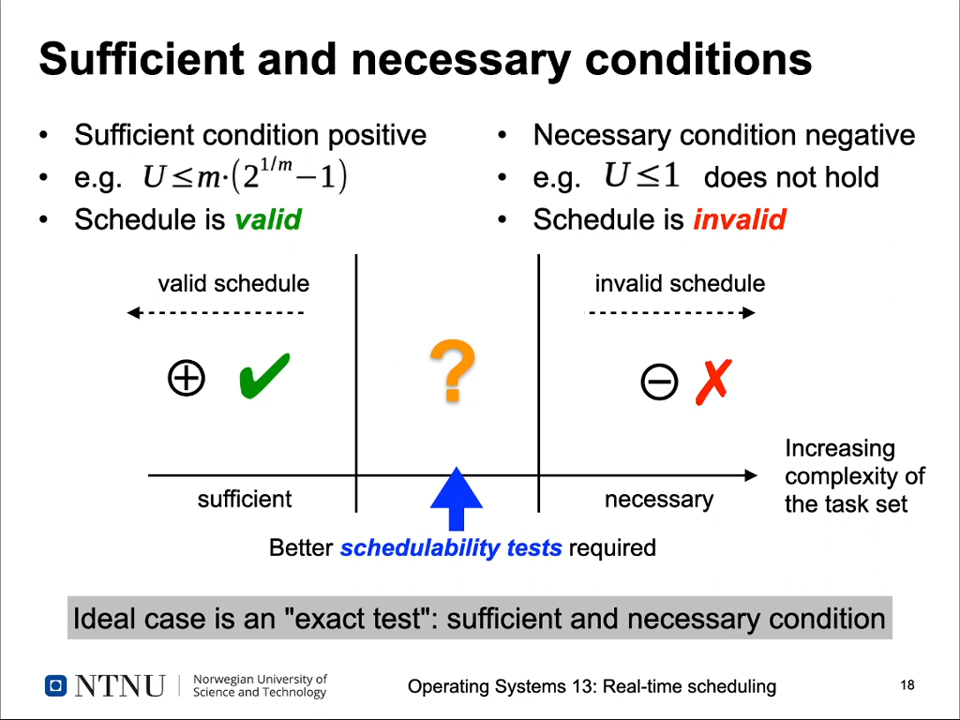 Sufficient and necessary conditions
• Sufficient condition positive
• e.g. U≤m·(2^{1/m}−1)
• Schedule is valid
• Necessary condition negative
• e.g. U≤1 does not hold
• Schedule is invalid
valid schedule
invalid schedule
⊕ ✔
?
⊖ ✗
Increasing
complexity of
the task set
sufficient
necessary
Better schedulability tests required
Ideal case is an "exact test": sufficient and necessary condition
NTNU
Norwegian University of
Science and Technology
Operating Systems 13: Real-time scheduling
18